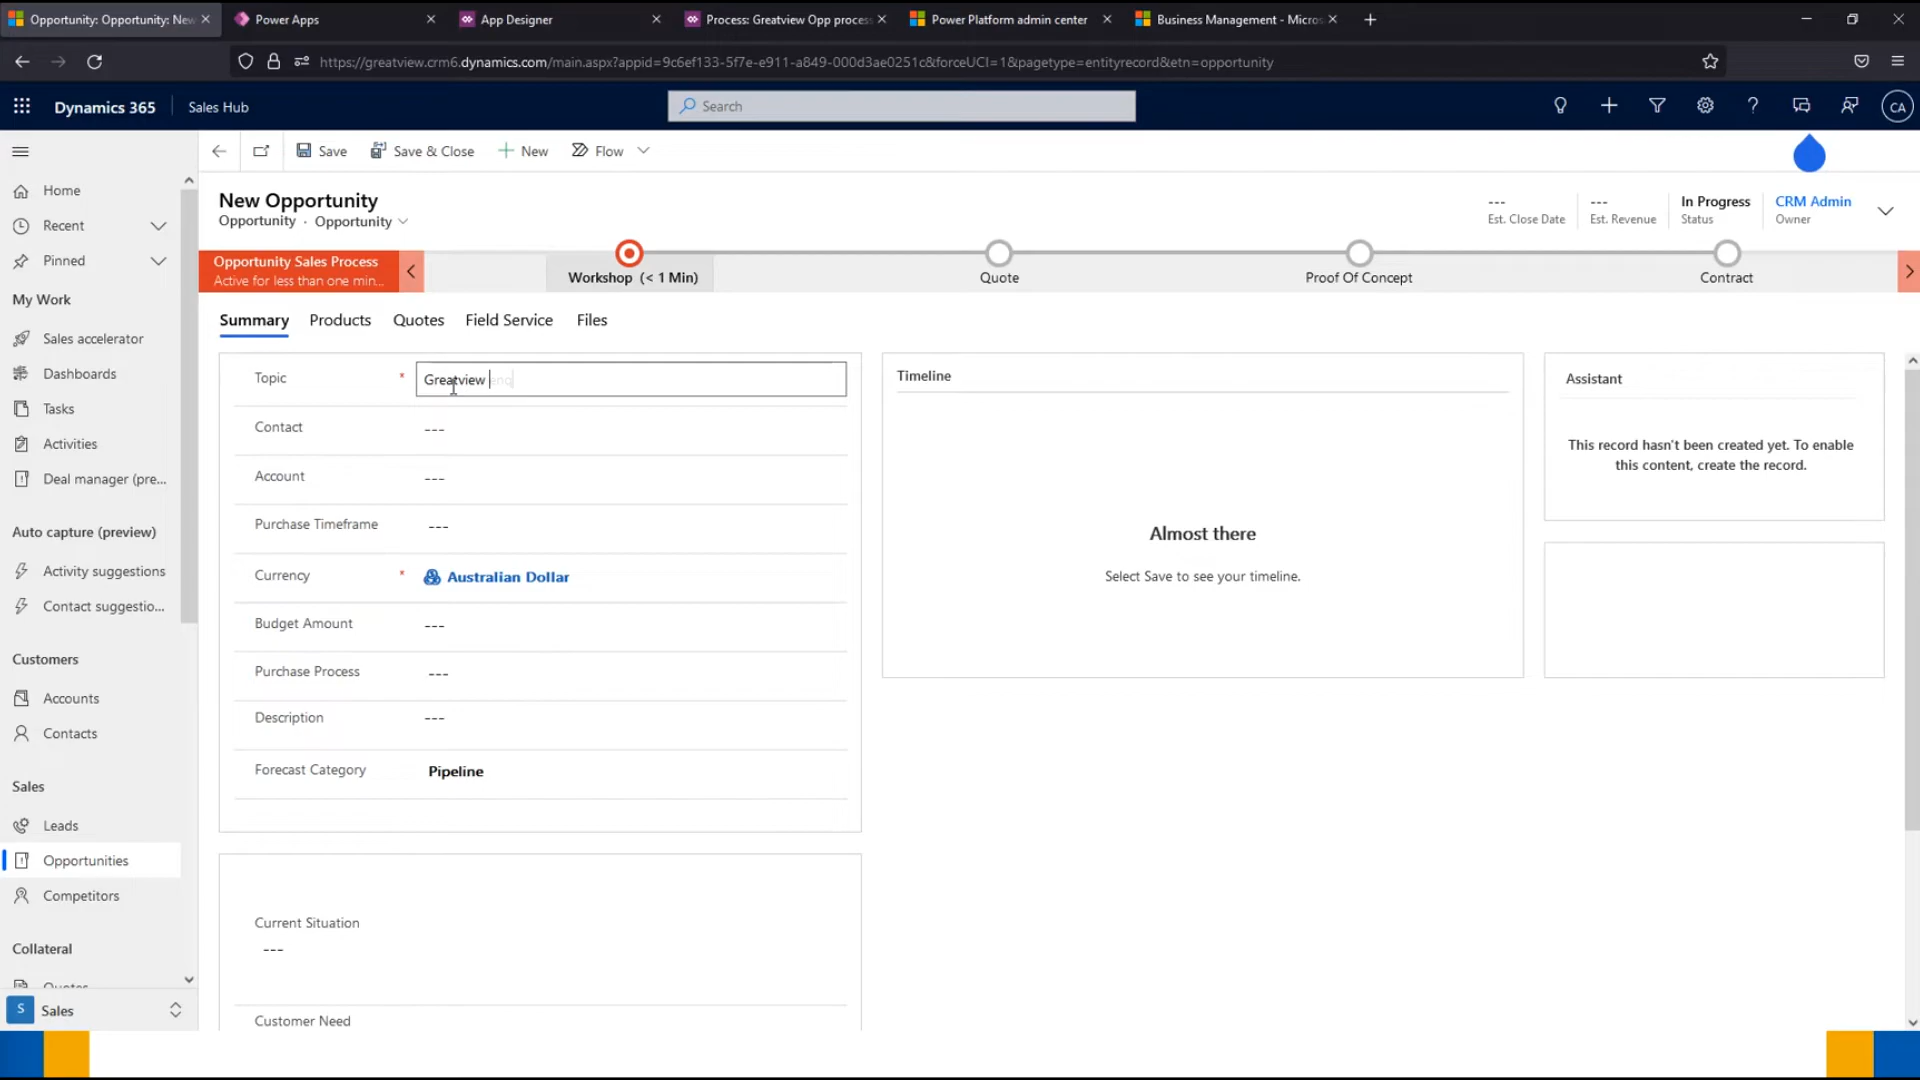 Opportunity: Opportunity: New
Power Apps
App Designer
Process: Greatview Opp process
Power Platform admin center
Business Management - Micros
https://greatview.crm6.dynamics.com/main.aspx?appid=9c6ef133-5f7e-e911-a849-000d3ae0251c&forceUCI=1&pagetype=entityrecord&etn=opportunity
Dynamics 365
Sales Hub
Search
CA
Save
Save & Close
New
Flow
Home
Recent
Pinned
My Work
Sales accelerator
Dashboards
Tasks
Activities
Deal manager (pre...
Auto capture (preview)
Activity suggestions
Contact suggestio...
Customers
Accounts
Contacts
Sales
Leads
Opportunities
Competitors
Collateral
Quotes
S
Sales
New Opportunity
Opportunity · Opportunity
---
Est. Close Date
---
Est. Revenue
In Progress
Status
CRM Admin
Owner
Opportunity Sales Process
Active for less than one min...
Workshop (< 1 Min)
Quote
Proof Of Concept
Contract
Summary
Products
Quotes
Field Service
Files
Topic
*
Greatview enq
Contact
---
Account
---
Purchase Timeframe
---
Currency
*
Australian Dollar
Budget Amount
---
Purchase Process
---
Description
---
Forecast Category
Pipeline
Current Situation
---
Customer Need
Timeline
Almost there
Select Save to see your timeline.
Assistant
This record hasn't been created yet. To enable
this content, create the record.